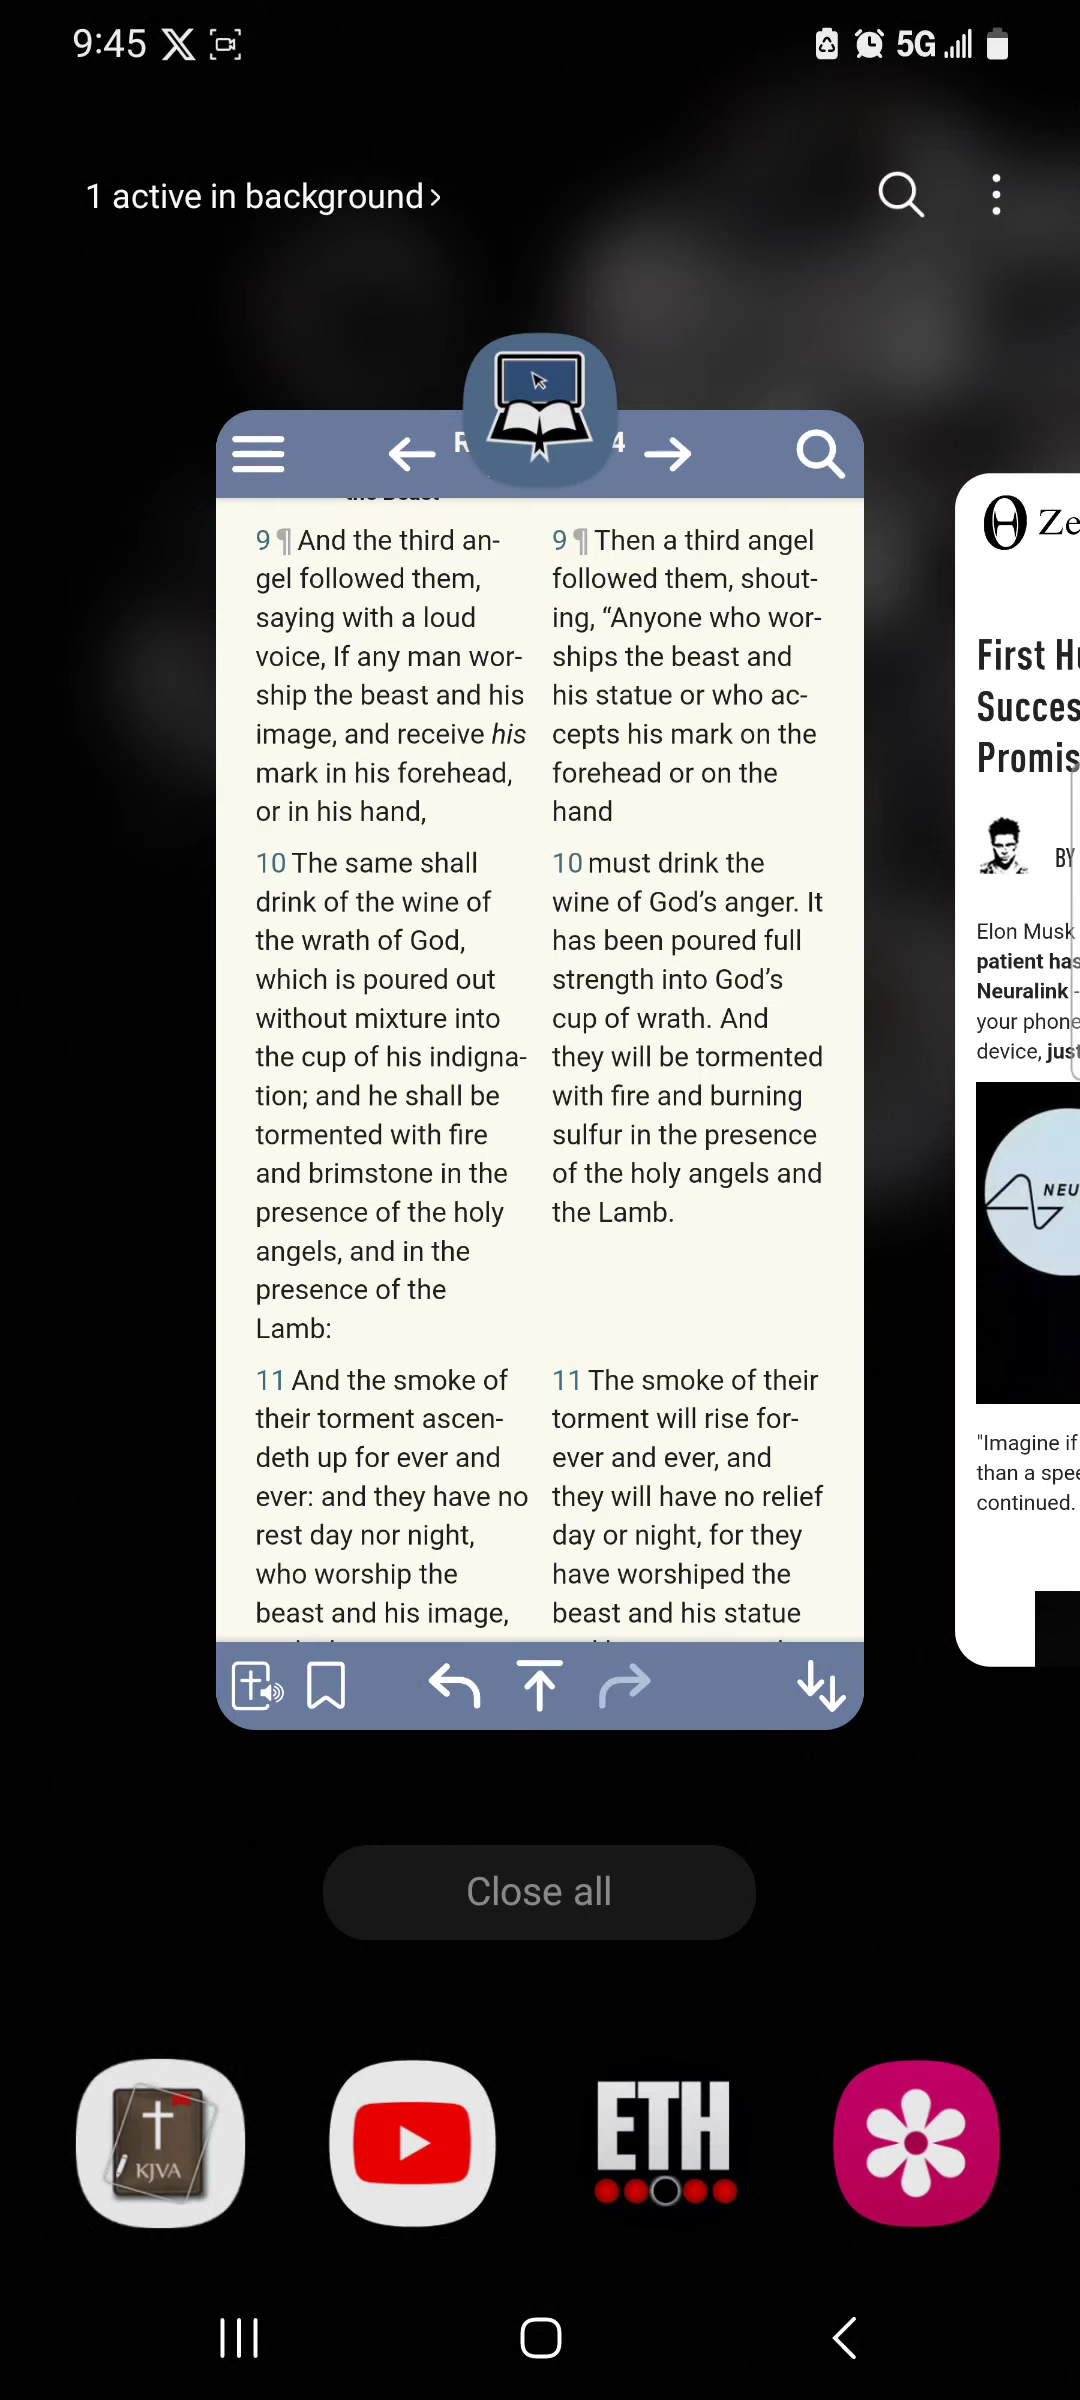 9:45
5G
1 active in background >
9 ¶ And the third an-
gel followed them,
saying with a loud
voice, If any man wor-
ship the beast and his
image, and receive his
mark in his forehead,
or in his hand,
10 The same shall
drink of the wine of
the wrath of God,
which is poured out
without mixture into
the cup of his indigna-
tion; and he shall be
tormented with fire
and brimstone in the
presence of the holy
angels, and in the
presence of the
Lamb:
11 And the smoke of
their torment ascen-
deth up for ever and
ever: and they have no
rest day nor night,
who worship the
beast and his image,
9 ¶ Then a third angel
followed them, shout-
ing, “Anyone who wor-
ships the beast and
his statue or who ac-
cepts his mark on the
forehead or on the
hand
10 must drink the
wine of God’s anger. It
has been poured full
strength into God’s
cup of wrath. And
they will be tormented
with fire and burning
sulfur in the presence
of the holy angels and
the Lamb.
11 The smoke of their
torment will rise for-
ever and ever, and
they will have no relief
day or night, for they
have worshiped the
beast and his statue
Ze
First H
Succes
Promis
BY
Elon Musk
patient has
Neuralink -
your phone
device, just
NEU
"Imagine if
than a spee
continued.
Close all
KJVA
ETH